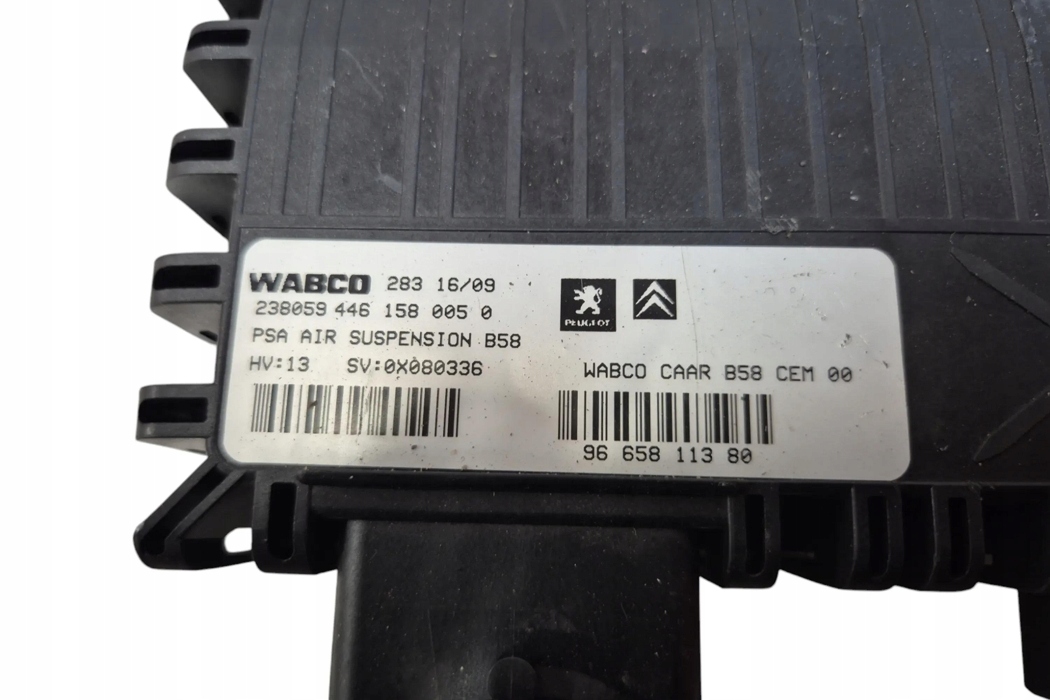 WABCO 283 16/09
238059 446 158 005 0
PSA AIR SUSPENSION B58
HV:13 SV:0X080336
PEUGEOT
WABCO CAAR B58 CEM 00
96 658 113 80